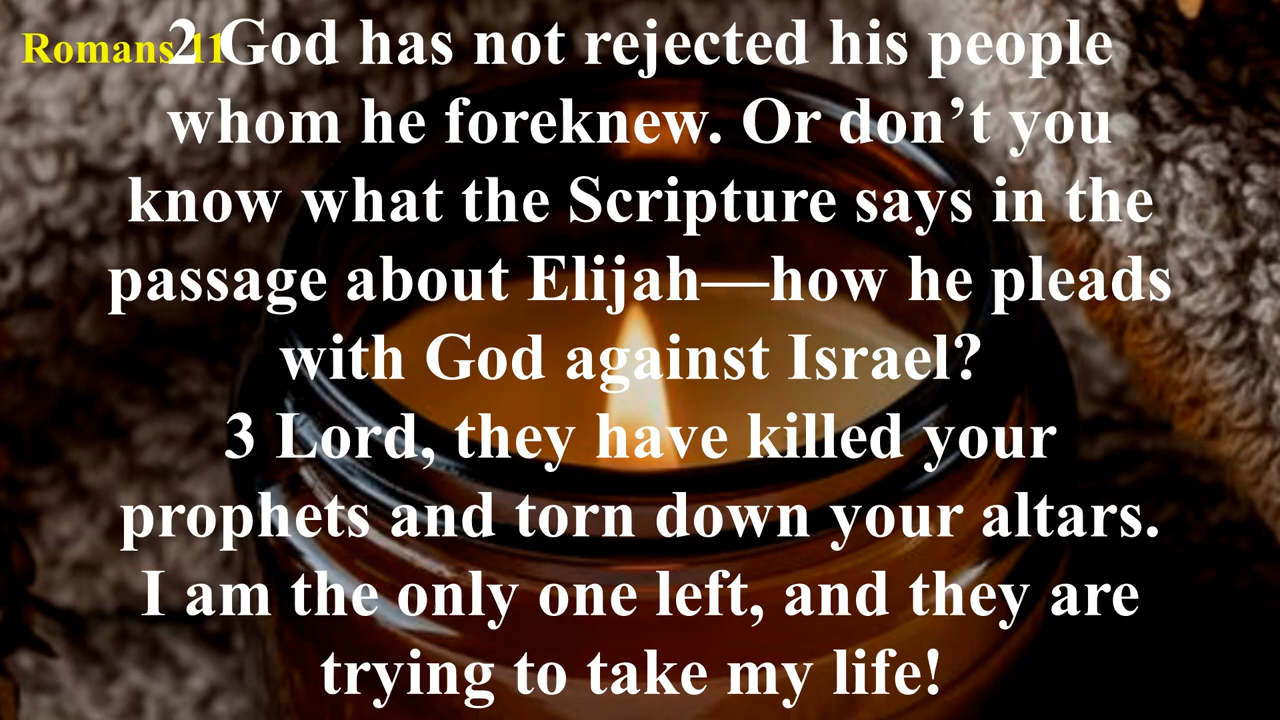 Romans 11
2 God has not rejected his people
whom he foreknew. Or don’t you
know what the Scripture says in the
passage about Elijah—how he pleads
with God against Israel?
3 Lord, they have killed your
prophets and torn down your altars.
I am the only one left, and they are
trying to take my life!